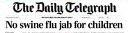 The Daily Telegraph
No swine flu jab for children